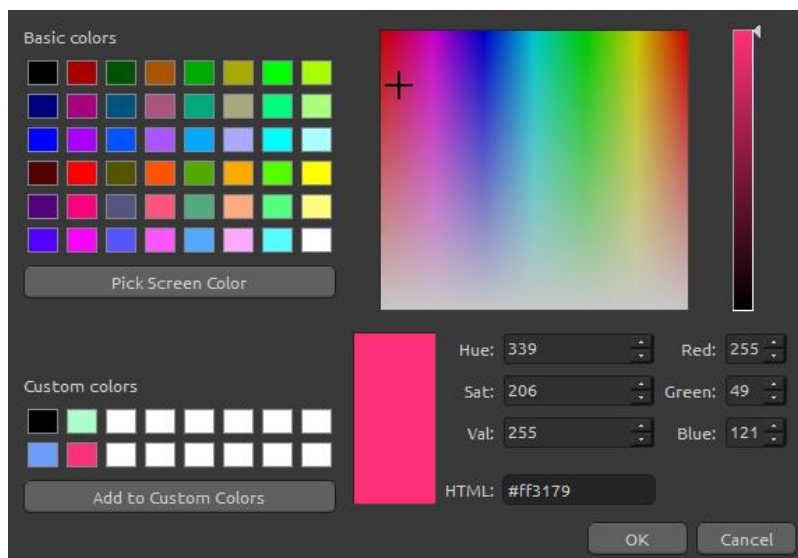 Basic colors
Pick Screen Color
Custom colors
Add to Custom Colors
Hue: 339 Red: 255
Sat: 206 Green: 49
Val: 255 Blue: 121
HTML: #ff3179
OK Cancel